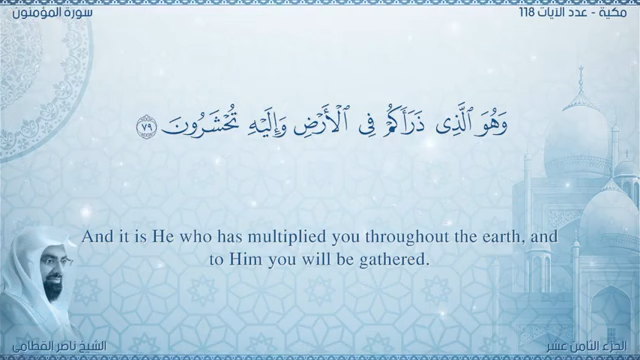 مكية - عدد الآيات 118
سورة المؤمنون
وَهُوَ ٱلَّذِى ذَرَأَكُمْ فِى ٱلْأَرْضِ وَإِلَيْهِ تُحْشَرُونَ ٧٩
And it is He who has multiplied you throughout the earth, and
to Him you will be gathered.
الجزء الثامن عشر
الشيخ ناصر القطامي